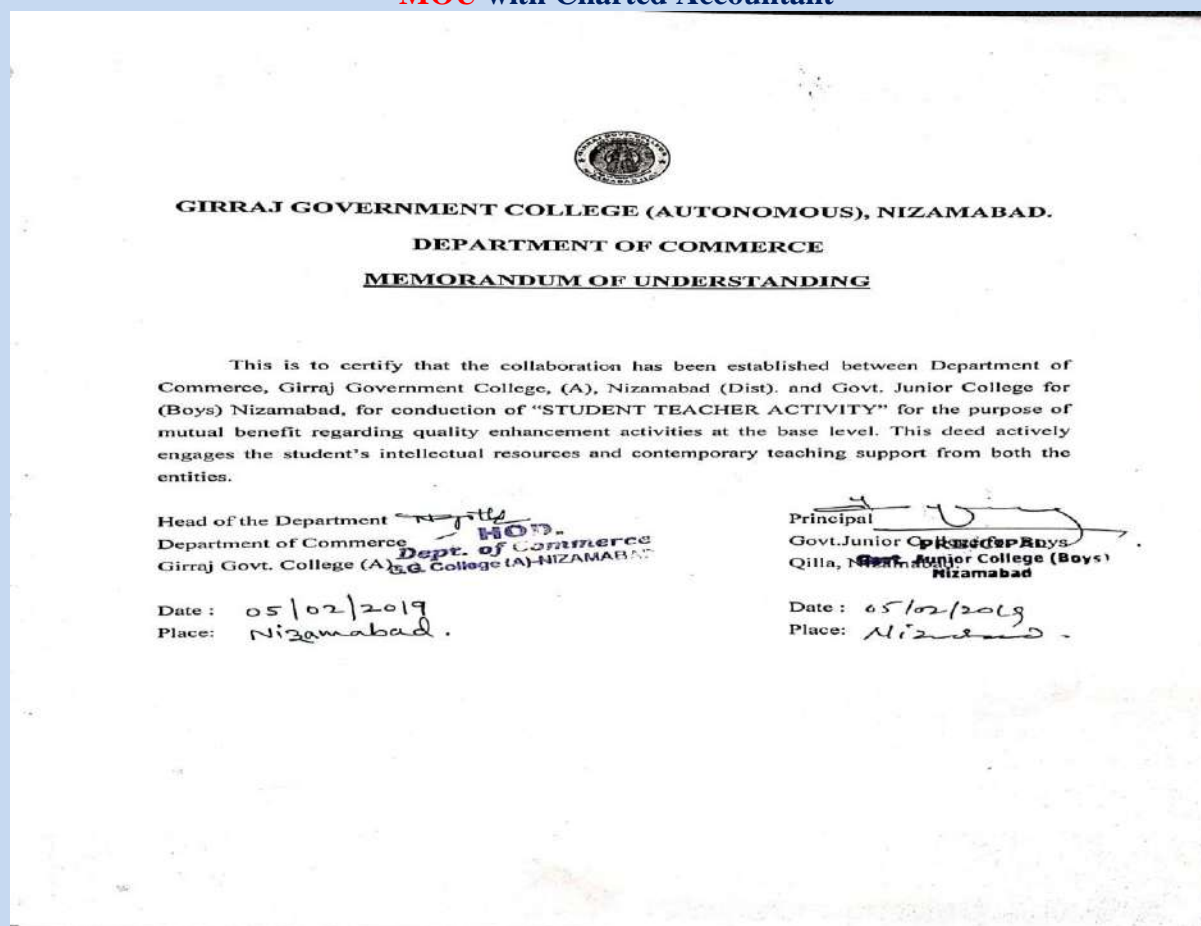 MOU with Charted Accountant
GIRRAJ GOVERNMENT COLLEGE (AUTONOMOUS), NIZAMABAD.
DEPARTMENT OF COMMERCE
MEMORANDUM OF UNDERSTANDING
This is to certify that the collaboration has been established between Department of
Commerce, Girraj Government College, (A), Nizamabad (Dist). and Govt. Junior College for
(Boys) Nizamabad, for conduction of “STUDENT TEACHER ACTIVITY” for the purpose of
mutual benefit regarding quality enhancement activities at the base level. This deed actively
engages the student's intellectual resources and contemporary teaching support from both the
entities.
Head of the Department
HOD.
Department of Commerce
Dept. of Commerce
Girraj Govt. College (A)
G.G. College (A)-NIZAMABAD
Date : 05/02/2019
Place: Nizamabad.
Principal
Govt.Junior College for Boys
PRINCIPAL
Qilla, Nizamabad.
Govt. Junior College (Boys)
Nizamabad
Date : 05/02/2019
Place: